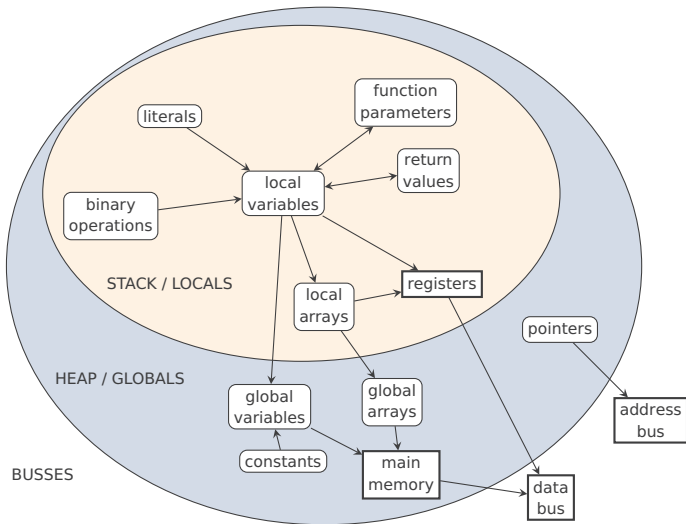 function
parameters
literals
return
values
local
variables
binary
operations
STACK / LOCALS
registers
local
arrays
pointers
HEAP / GLOBALS
global
variables
global
arrays
address
bus
constants
main
memory
BUSSES
data
bus